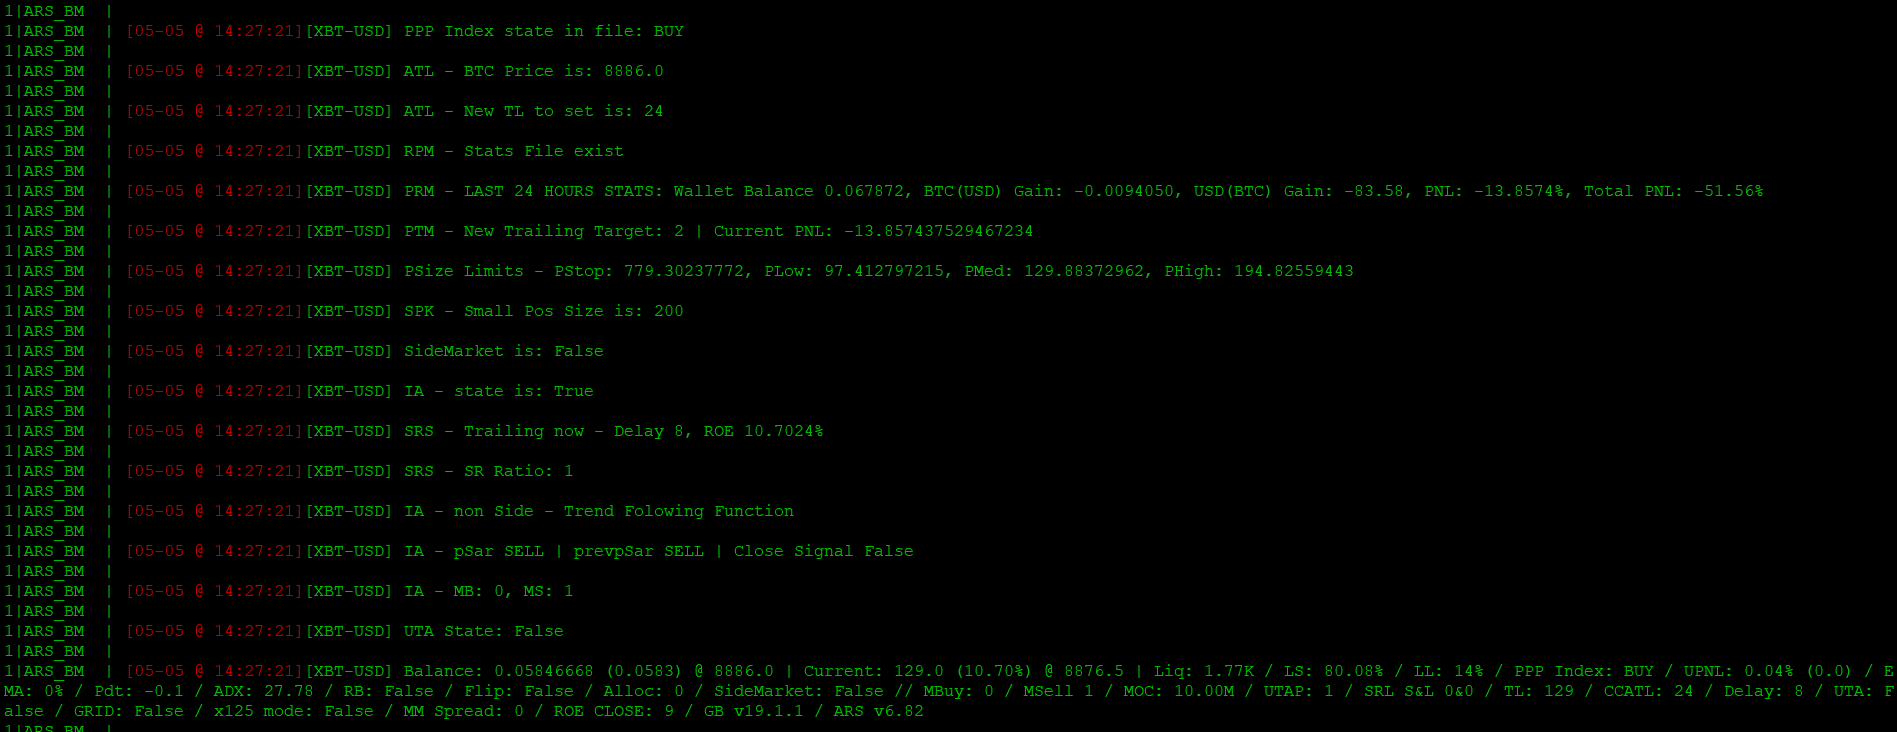 1|ARS_BM  |
1|ARS_BM  | [05-05 @ 14:27:21][XBT-USD] PPP Index state in file: BUY
1|ARS_BM  |
1|ARS_BM  | [05-05 @ 14:27:21][XBT-USD] ATL - BTC Price is: 8886.0
1|ARS_BM  |
1|ARS_BM  | [05-05 @ 14:27:21][XBT-USD] ATL - New TL to set is: 24
1|ARS_BM  |
1|ARS_BM  | [05-05 @ 14:27:21][XBT-USD] RPM - Stats File exist
1|ARS_BM  |
1|ARS_BM  | [05-05 @ 14:27:21][XBT-USD] PRM - LAST 24 HOURS STATS: Wallet Balance 0.067872, BTC(USD) Gain: -0.0094050, USD(BTC) Gain: -83.58, PNL: -13.8574%, Total PNL: -51.56%
1|ARS_BM  |
1|ARS_BM  | [05-05 @ 14:27:21][XBT-USD] PTM - New Trailing Target: 2 | Current PNL: -13.857437529467234
1|ARS_BM  |
1|ARS_BM  | [05-05 @ 14:27:21][XBT-USD] PSize Limits - PStop: 779.30237772, PLow: 97.412797215, PMed: 129.88372962, PHigh: 194.82559443
1|ARS_BM  |
1|ARS_BM  | [05-05 @ 14:27:21][XBT-USD] SPK - Small Pos Size is: 200
1|ARS_BM  |
1|ARS_BM  | [05-05 @ 14:27:21][XBT-USD] SideMarket is: False
1|ARS_BM  |
1|ARS_BM  | [05-05 @ 14:27:21][XBT-USD] IA - state is: True
1|ARS_BM  |
1|ARS_BM  | [05-05 @ 14:27:21][XBT-USD] SRS - Trailing now - Delay 8, ROE 10.7024%
1|ARS_BM  |
1|ARS_BM  | [05-05 @ 14:27:21][XBT-USD] SRS - SR Ratio: 1
1|ARS_BM  |
1|ARS_BM  | [05-05 @ 14:27:21][XBT-USD] IA - non Side - Trend Folowing Function
1|ARS_BM  |
1|ARS_BM  | [05-05 @ 14:27:21][XBT-USD] IA - pSar SELL | prevpSar SELL | Close Signal False
1|ARS_BM  |
1|ARS_BM  | [05-05 @ 14:27:21][XBT-USD] IA - MB: 0, MS: 1
1|ARS_BM  |
1|ARS_BM  | [05-05 @ 14:27:21][XBT-USD] UTA State: False
1|ARS_BM  |
1|ARS_BM  | [05-05 @ 14:27:21][XBT-USD] Balance: 0.05846668 (0.0583) @ 8886.0 | Current: 129.0 (10.70%) @ 8876.5 | Liq: 1.77K / LS: 80.08% / LL: 14% / PPP Index: BUY / UPNL: 0.04% (0.0) / E
MA: 0% / Pdt: -0.1 / ADX: 27.78 / RB: False / Flip: False / Alloc: 0 / SideMarket: False // MBuy: 0 / MSell 1 / MOC: 10.00M / UTAP: 1 / SRL S&L 0&0 / TL: 129 / CCATL: 24 / Delay: 8 / UTA: F
alse / GRID: False / x125 mode: False / MM Spread: 0 / ROE CLOSE: 9 / GB v19.1.1 / ARS v6.82
1|ARS_BM  |